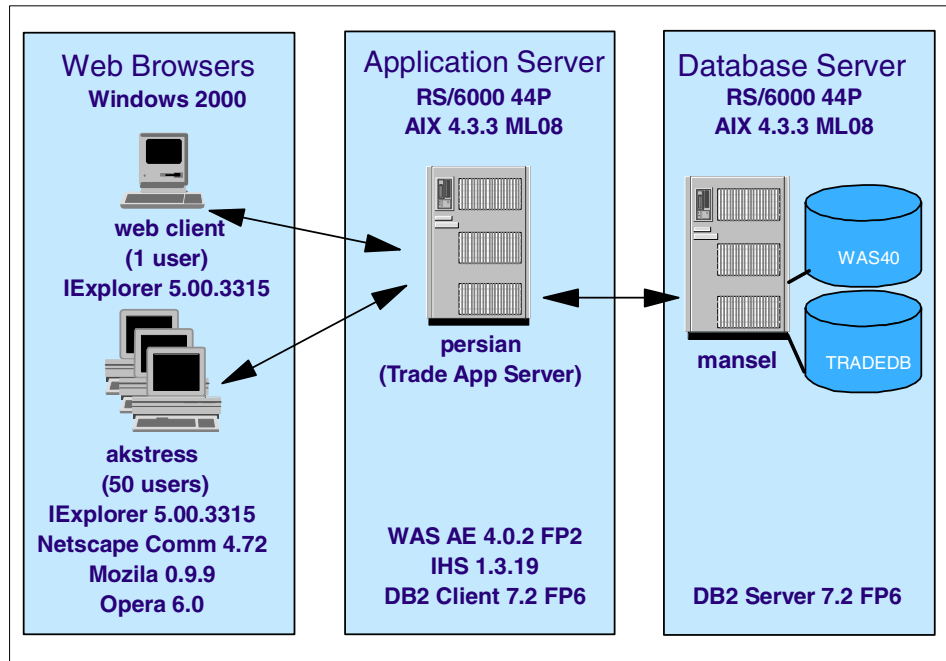 Web Browsers
Windows 2000
web client
(1 user)
IExplorer 5.00.3315
akstress
(50 users)
IExplorer 5.00.3315
Netscape Comm 4.72
Mozila 0.9.9
Opera 6.0
Application Server
RS/6000 44P
AIX 4.3.3 ML08
persian
(Trade App Server)
WAS AE 4.0.2 FP2
IHS 1.3.19
DB2 Client 7.2 FP6
Database Server
RS/6000 44P
AIX 4.3.3 ML08
WAS40
mansel
TRADEDB
DB2 Server 7.2 FP6